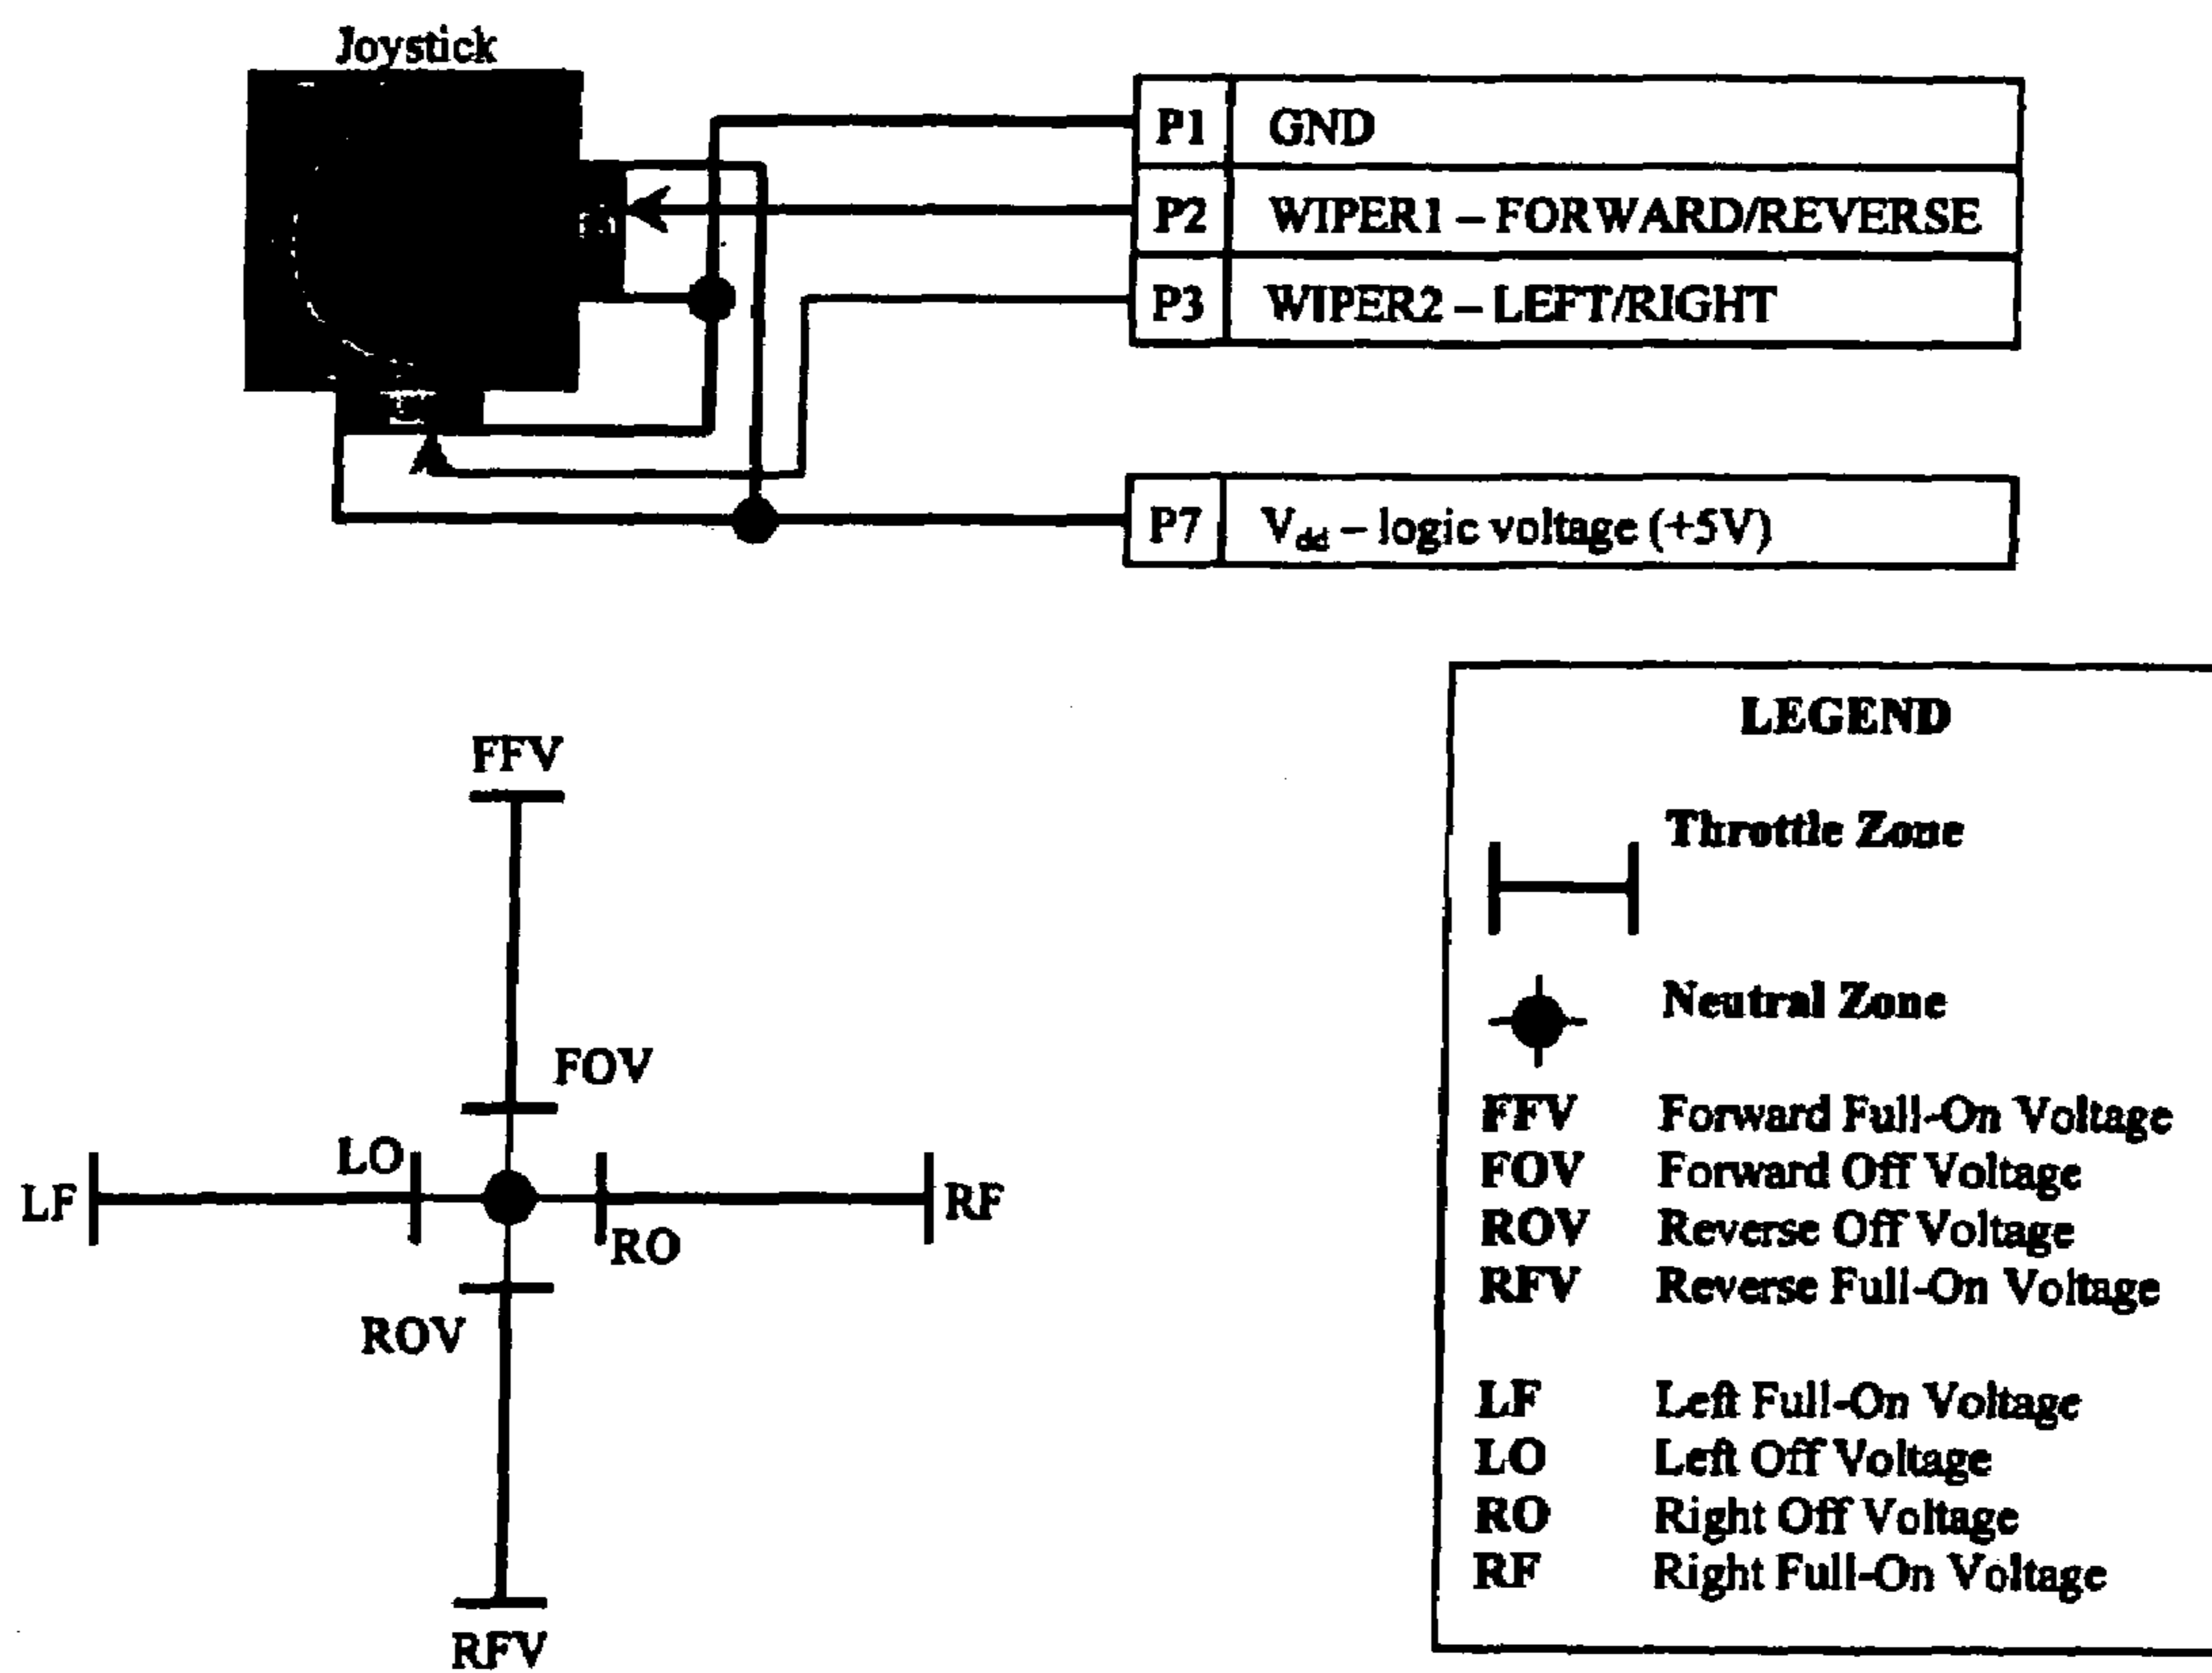 Joystick
P1 GND
P2 WIPER1 – FORWARD/REVERSE
P3 WIPER2 – LEFT/RIGHT
P7 Vdd – logic voltage (+5V)
FFV
FOV
LO
LF
RF
RO
ROV
RFV
LEGEND
Throttle Zone
Neutral Zone
FFV Forward Full-On Voltage
FOV Forward Off Voltage
ROV Reverse Off Voltage
RFV Reverse Full-On Voltage
LF Left Full-On Voltage
LO Left Off Voltage
RO Right Off Voltage
RF Right Full-On Voltage